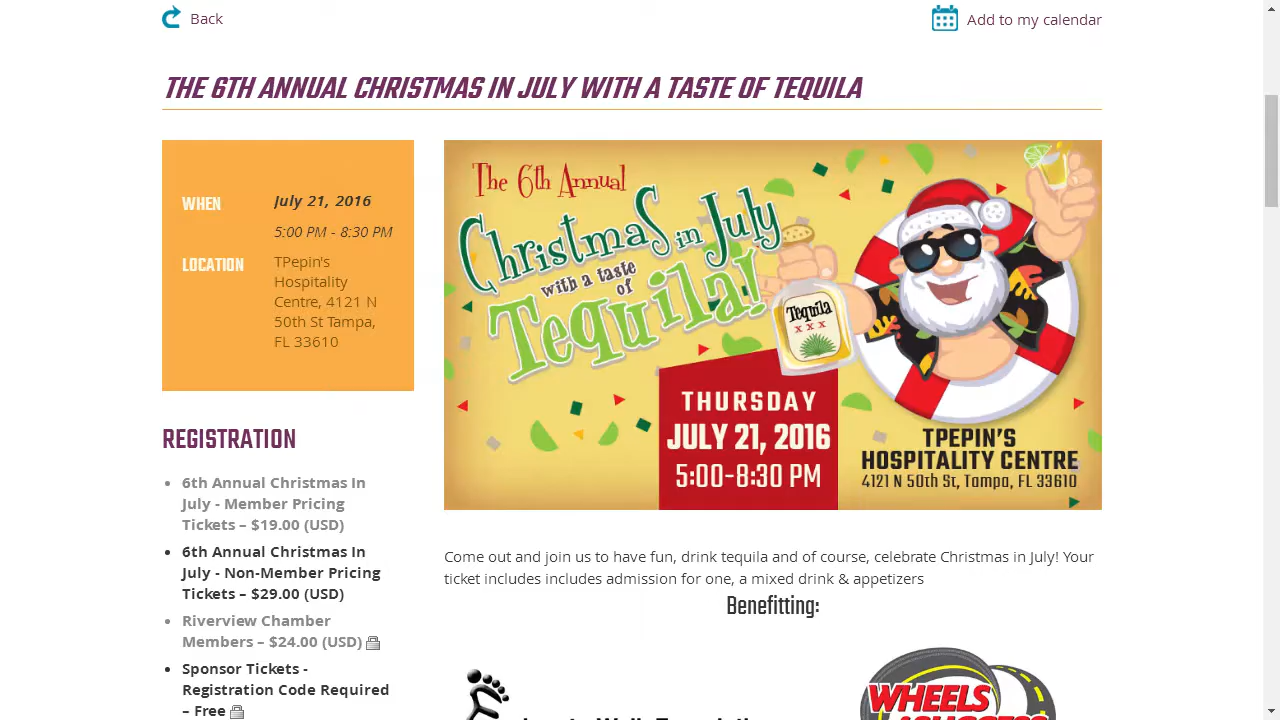 Back
Add to my calendar
THE 6TH ANNUAL CHRISTMAS IN JULY WITH A TASTE OF TEQUILA
WHEN
July 21, 2016
5:00 PM - 8:30 PM
LOCATION
TPepin's
Hospitality
Centre, 4121 N
50th St Tampa,
FL 33610
The 6th Annual
Christmas in July
with a taste
of
Tequila!
Tequila
XXX
THURSDAY
JULY 21, 2016
5:00-8:30 PM
TPEPIN'S
HOSPITALITY CENTRE
4121 N 50th St, Tampa, FL 33610
REGISTRATION
6th Annual Christmas In
July - Member Pricing
Tickets – $19.00 (USD)
6th Annual Christmas In
July - Non-Member Pricing
Tickets – $29.00 (USD)
Riverview Chamber
Members – $24.00 (USD)
Sponsor Tickets -
Registration Code Required
– Free
Come out and join us to have fun, drink tequila and of course, celebrate Christmas in July! Your
ticket includes includes admission for one, a mixed drink & appetizers
Benefitting:
WHEELS